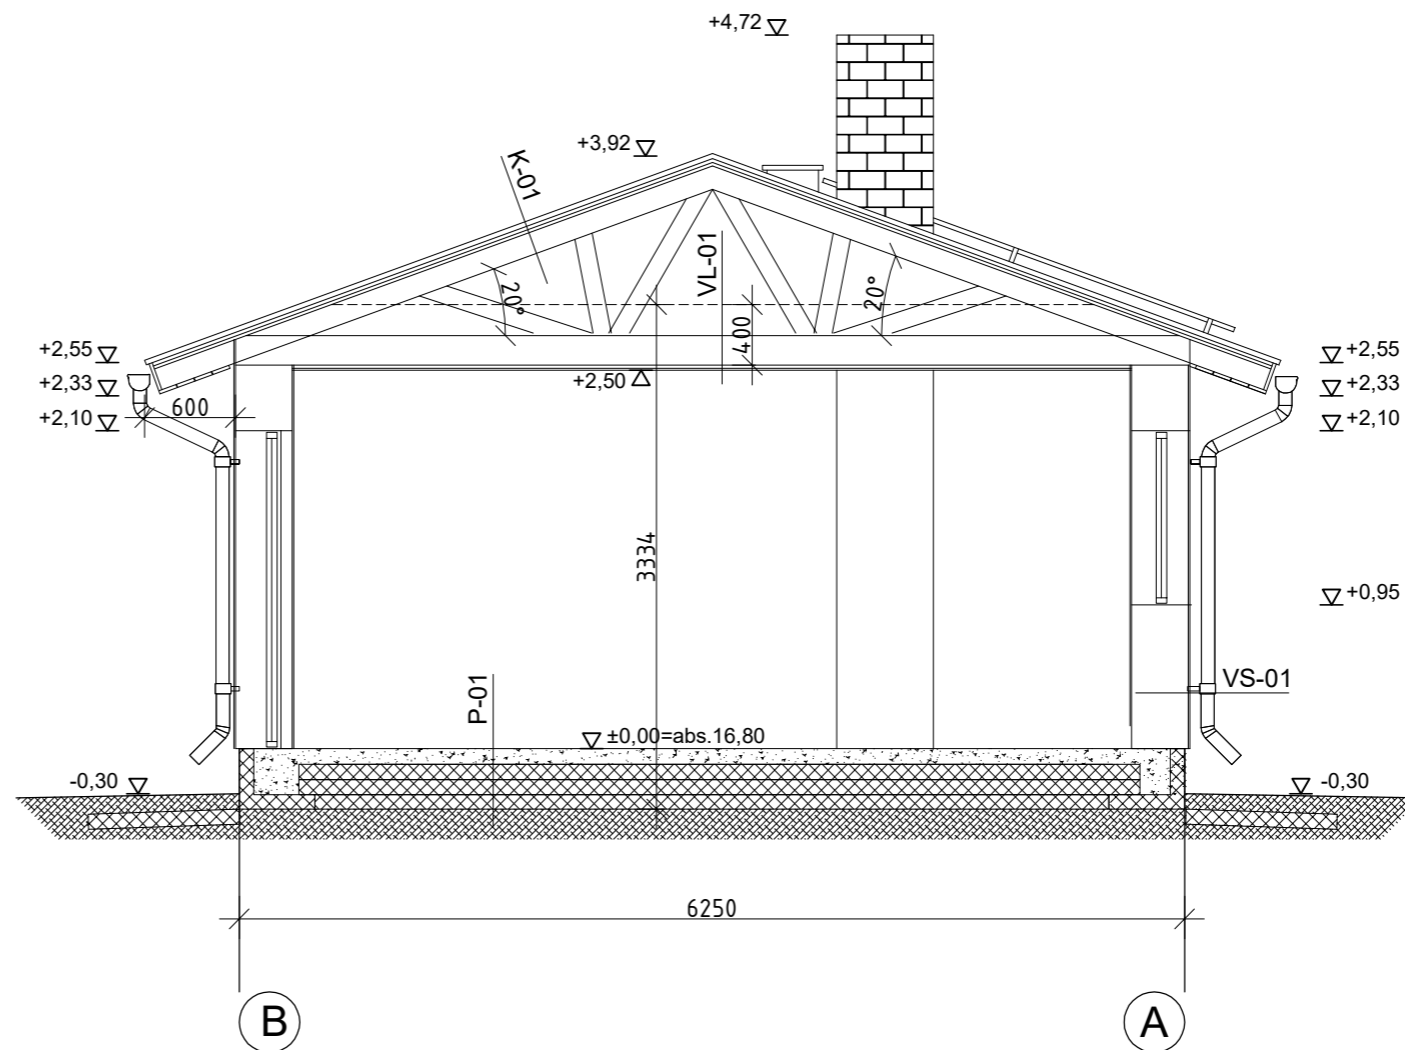 +4,72
+3,92
K-01
VL-01
20°
20°
400
+2,55
+2,55
+2,33
+2,50
+2,33
600
+2,10
+2,10
3334
+0,95
P-01
VS-01
±0,00=abs.16,80
-0,30
-0,30
6250
B
A